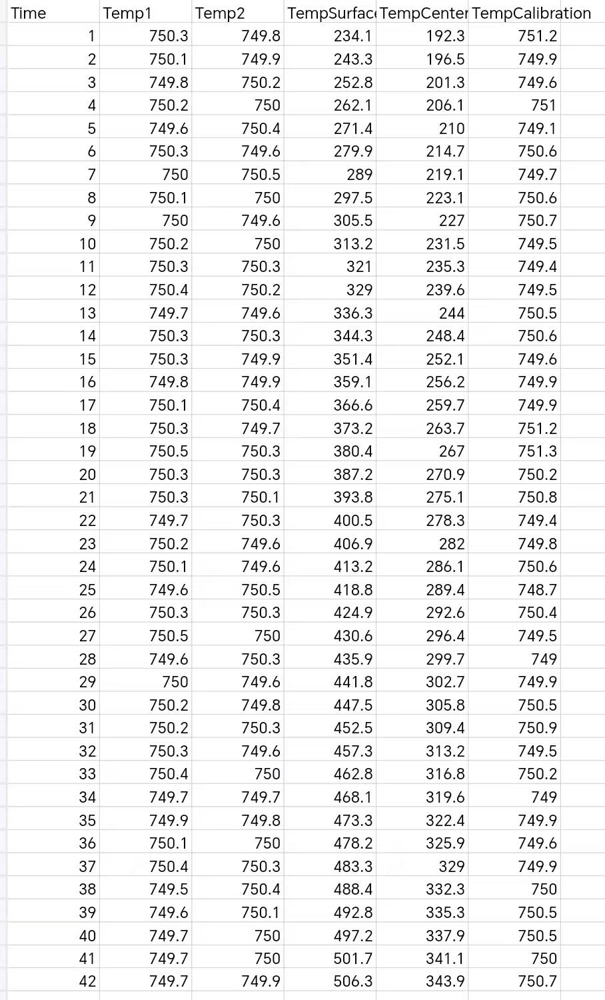 Time Temp1 Temp2 TempSurface TempCenter TempCalibration
1 750.3 749.8 234.1 192.3 751.2
2 750.1 749.9 243.3 196.5 749.9
3 749.8 750.2 252.8 201.3 749.6
4 750.2 750 262.1 206.1 751
5 749.6 750.4 271.4 210 749.1
6 750.3 749.6 279.9 214.7 750.6
7 750 750.5 289 219.1 749.7
8 750.1 750 297.5 223.1 750.6
9 750 749.6 305.5 227 750.7
10 750.2 750 313.2 231.5 749.5
11 750.3 750.3 321 235.3 749.4
12 750.4 750.2 329 239.6 749.5
13 749.7 749.6 336.3 244 750.5
14 750.3 750.3 344.3 248.4 750.6
15 750.3 749.9 351.4 252.1 749.6
16 749.8 749.9 359.1 256.2 749.9
17 750.1 750.4 366.6 259.7 749.9
18 750.3 749.7 373.2 263.7 751.2
19 750.5 750.3 380.4 267 751.3
20 750.3 750.3 387.2 270.9 750.2
21 750.3 750.1 393.8 275.1 750.8
22 749.7 750.3 400.5 278.3 749.4
23 750.2 749.6 406.9 282 749.8
24 750.1 749.6 413.2 286.1 750.6
25 749.6 750.5 418.8 289.4 748.7
26 750.3 750.3 424.9 292.6 750.4
27 750.5 750 430.6 296.4 749.5
28 749.6 750.3 435.9 299.7 749
29 750 749.6 441.8 302.7 749.9
30 750.2 749.8 447.5 305.8 750.5
31 750.2 750.3 452.5 309.4 750.9
32 750.3 749.6 457.3 313.2 749.5
33 750.4 750 462.8 316.8 750.2
34 749.7 749.7 468.1 319.6 749
35 749.9 749.8 473.3 322.4 749.9
36 750.1 750 478.2 325.9 749.6
37 750.4 750.3 483.3 329 749.9
38 749.5 750.4 488.4 332.3 750
39 749.6 750.1 492.8 335.3 750.5
40 749.7 750 497.2 337.9 750.5
41 749.7 750 501.7 341.1 750
42 749.7 749.9 506.3 343.9 750.7